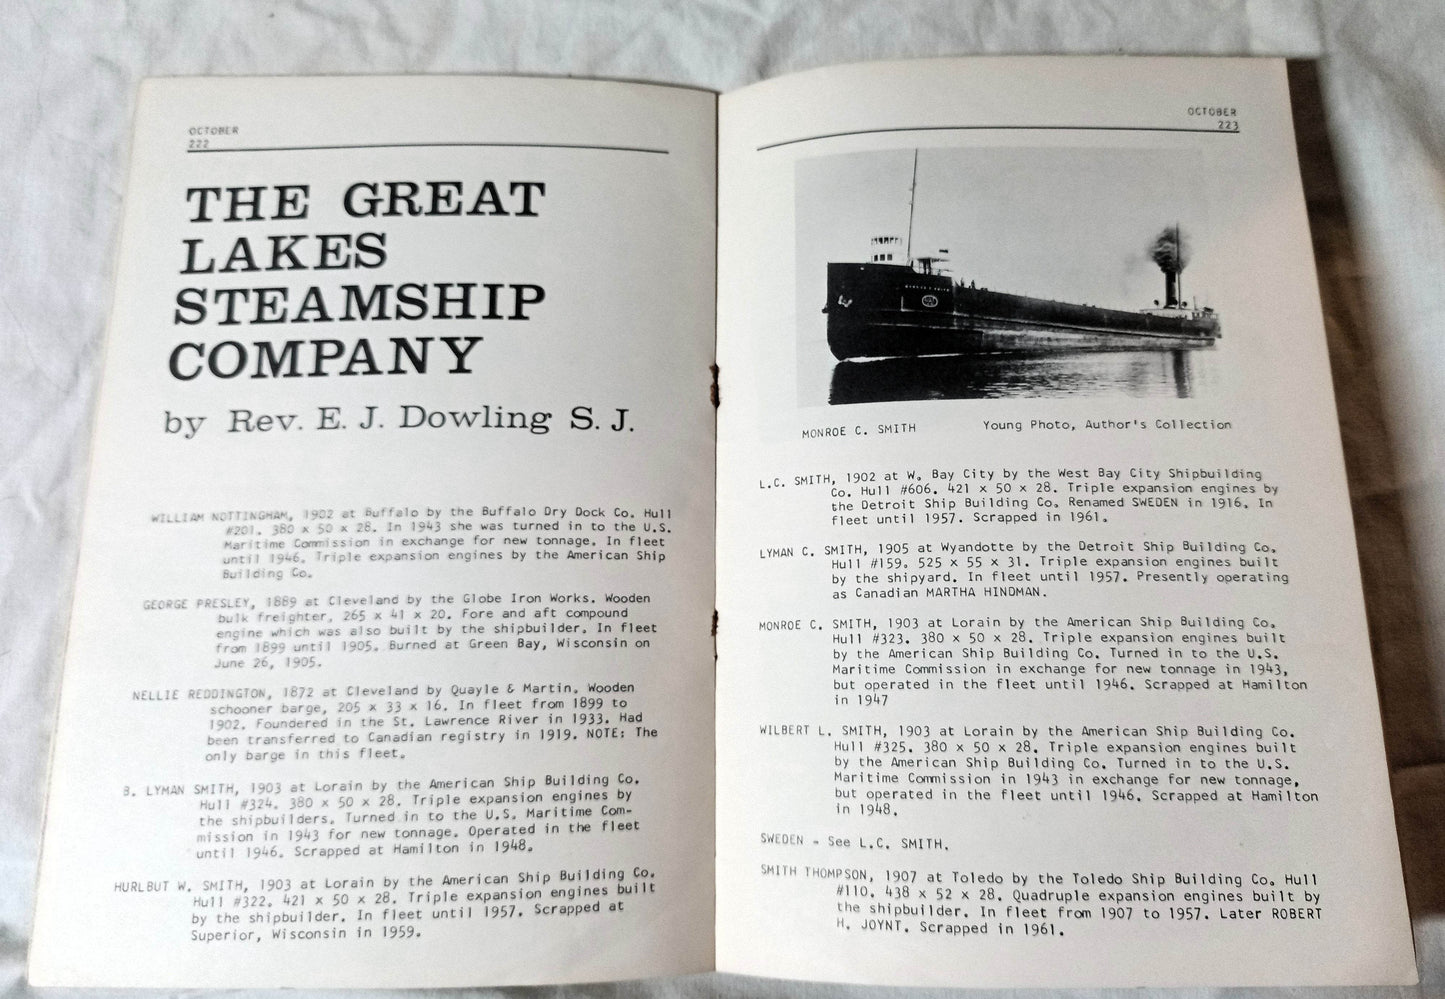 OCTOBER
222
THE GREAT
LAKES
STEAMSHIP
COMPANY
by Rev. E. J. Dowling S. J.
WILLIAM NOTTINGHAM, 1902 at Buffalo by the Buffalo Dry Dock Co. Hull
#201. 380 x 50 x 28. In 1943 she was turned in to the U.S.
Maritime Commission in exchange for new tonnage. In fleet
until 1946. Triple expansion engines by the American Ship
Building Co.
GEORGE PRESLEY, 1889 at Cleveland by the Globe Iron Works. Wooden
bulk freighter, 265 x 41 x 20. Fore and aft compound
engine which was also built by the shipbuilder. In fleet
from 1899 until 1905. Burned at Green Bay, Wisconsin on
June 26, 1905.
NELLIE REDDINGTON, 1872 at Cleveland by Quayle & Martin. Wooden
schooner barge, 205 x 33 x 16. In fleet from 1899 to
1902. Foundered in the St. Lawrence River in 1933. Had
been transferred to Canadian registry in 1919. NOTE: The
only barge in this fleet.
B. LYMAN SMITH, 1903 at Lorain by the American Ship Building Co.
Hull #324. 380 x 50 x 28. Triple expansion engines by
the shipbuilders. Turned in to the U.S. Maritime Com-
mission in 1943 for new tonnage. Operated in the fleet
until 1946. Scrapped at Hamilton in 1948.
HURLBUT W. SMITH, 1903 at Lorain by the American Ship Building Co.
Hull #322. 421 x 50 x 28. Triple expansion engines built
by the shipbuilder. In fleet until 1957. Scrapped at
Superior, Wisconsin in 1959.
OCTOBER
223
MONROE C. SMITH Young Photo, Author's Collection
L.C. SMITH, 1902 at W. Bay City by the West Bay City Shipbuilding
Co. Hull #606. 421 x 50 x 28. Triple expansion engines by
the Detroit Ship Building Co. Renamed SWEDEN in 1916. In
fleet until 1957. Scrapped in 1961.
LYMAN C. SMITH, 1905 at Wyandotte by the Detroit Ship Building Co.
Hull #159. 525 x 55 x 31. Triple expansion engines built
by the shipyard. In fleet until 1957. Presently operating
as Canadian MARTHA HINDMAN.
MONROE C. SMITH, 1903 at Lorain by the American Ship Building Co.
Hull #323. 380 x 50 x 28. Triple expansion engines built
by the American Ship Building Co. Turned in to the U.S.
Maritime Commission in exchange for new tonnage in 1943,
but operated in the fleet until 1946. Scrapped at Hamilton
in 1947
WILBERT L. SMITH, 1903 at Lorain by the American Ship Building Co.
Hull #325. 380 x 50 x 28. Triple expansion engines built
by the American Ship Building Co. Turned in to the U.S.
Maritime Commission in 1943 in exchange for new tonnage,
but operated in the fleet until 1946. Scrapped at Hamilton
in 1948.
SWEDEN - See L.C. SMITH.
SMITH THOMPSON, 1907 at Toledo by the Toledo Ship Building Co. Hull
#110. 438 x 52 x 28. Quadruple expansion engines built by
the shipbuilder. In fleet from 1907 to 1957. Later ROBERT
H. JOYNT. Scrapped in 1961.